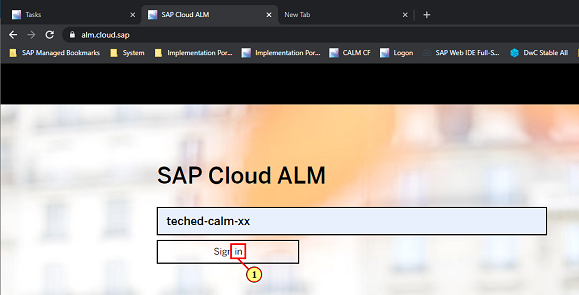 Tasks
SAP Cloud ALM
New Tab
alm.cloud.sap
SAP Managed Bookmarks
System
Implementation Por...
Implementation Por...
CALM CF
Logon
SAP Web IDE Full-S...
DwC Stable All
SAP Cloud ALM
teched-calm-xx
Sign in
1